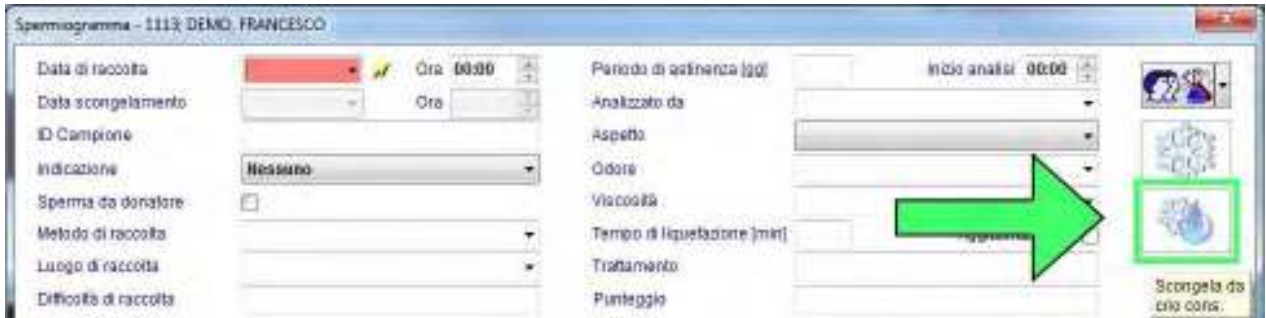 Spermiogramma - 1113; DEMO, FRANCESCO
Data di raccolta Ora 00:00 Periodo di astinenza [gg] Inizio analisi 00:00
Data scongelamento Ora Analizzato da
ID Campione Aspetto
Indicazione Nessuno Odore
Sperma da donatore Viscosità
Metodo di raccolta Tempo di liquefazione [min]
Luogo di raccolta Trattamento
Difficoltà di raccolta Punteggio
Scongela da
crio cons.